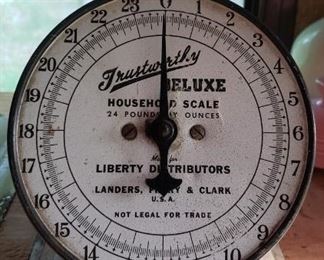 0
1
2
3
4
5
6
7
8
9
10
14
15
16
17
18
19
20
21
22
23
Trustworthy
DELUXE
HOUSEHOLD SCALE
24 POUNDS BY OUNCES
Made for
LIBERTY DISTRIBUTORS
LANDERS, FRARY & CLARK
U.S.A.
NOT LEGAL FOR TRADE